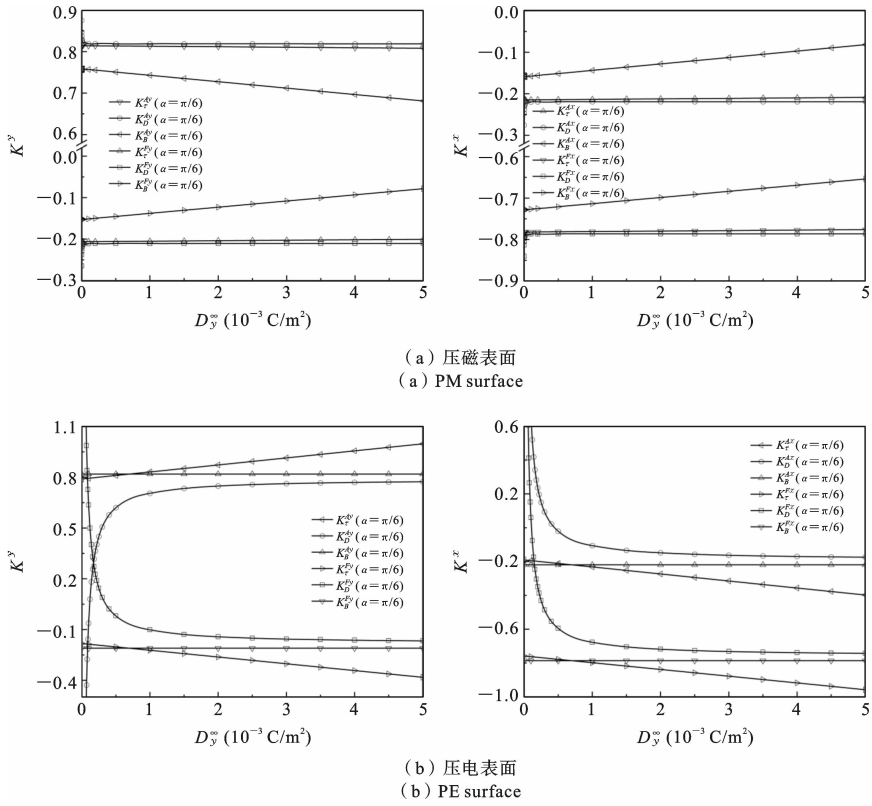 0.9
0.8
0.7
0.6
0.0
−0.1
−0.2
−0.3
K^y
K_τ^{Ay}(α=π/6)
K_D^{Ay}(α=π/6)
K_B^{Ay}(α=π/6)
K_τ^{Fy}(α=π/6)
K_D^{Fy}(α=π/6)
K_B^{Fy}(α=π/6)
0 1 2 3 4 5
D_y^∞ (10⁻³ C/m²)
−0.0
−0.1
−0.2
−0.3
−0.6
−0.7
−0.8
−0.9
K^x
K_τ^{Ax}(α=π/6)
K_D^{Ax}(α=π/6)
K_B^{Ax}(α=π/6)
K_τ^{Fx}(α=π/6)
K_D^{Fx}(α=π/6)
K_B^{Fx}(α=π/6)
0 1 2 3 4 5
D_y^∞ (10⁻³ C/m²)
(a)压磁表面
(a) PM surface
1.1
0.8
0.5
0.2
−0.1
−0.4
K^y
K_τ^{Ay}(α=π/6)
K_D^{Ay}(α=π/6)
K_B^{Ay}(α=π/6)
K_τ^{Fy}(α=π/6)
K_D^{Fy}(α=π/6)
K_B^{Fy}(α=π/6)
0 1 2 3 4 5
D_y^∞ (10⁻³ C/m²)
0.6
0.2
−0.2
−0.6
−1.0
K^x
K_τ^{Ax}(α=π/6)
K_D^{Ax}(α=π/6)
K_B^{Ax}(α=π/6)
K_τ^{Fx}(α=π/6)
K_D^{Fx}(α=π/6)
K_B^{Fx}(α=π/6)
0 1 2 3 4 5
D_y^∞ (10⁻³ C/m²)
(b)压电表面
(b) PE surface